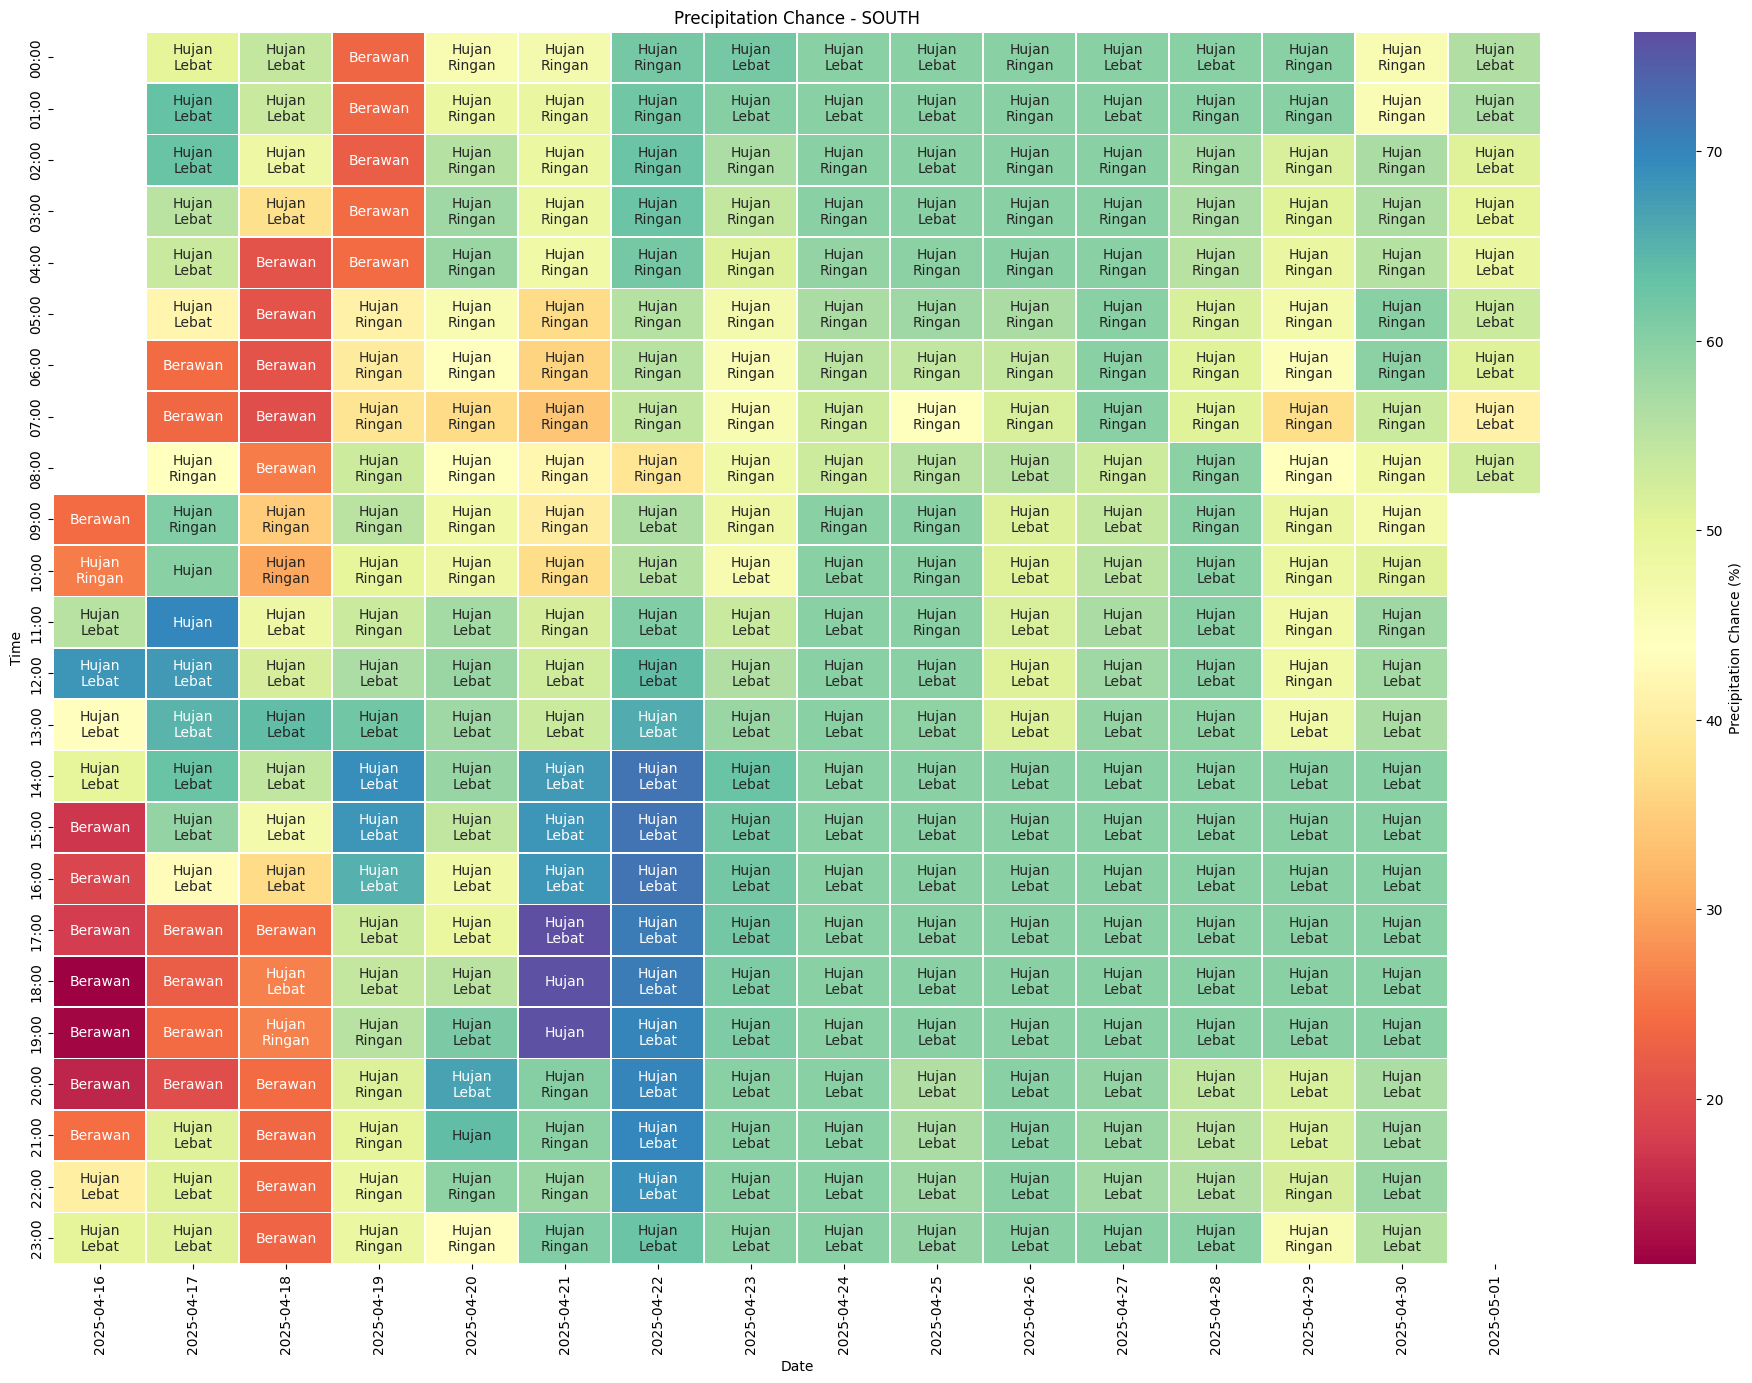 Precipitation Chance - SOUTH
00:00 Hujan Lebat Hujan Lebat Berawan Hujan Ringan Hujan Ringan Hujan Ringan Hujan Lebat Hujan Lebat Hujan Lebat Hujan Ringan Hujan Lebat Hujan Lebat Hujan Ringan Hujan Ringan Hujan Lebat
01:00 Hujan Lebat Hujan Lebat Berawan Hujan Ringan Hujan Ringan Hujan Ringan Hujan Lebat Hujan Lebat Hujan Lebat Hujan Ringan Hujan Lebat Hujan Ringan Hujan Ringan Hujan Ringan Hujan Lebat
02:00 Hujan Lebat Hujan Lebat Berawan Hujan Ringan Hujan Ringan Hujan Ringan Hujan Ringan Hujan Ringan Hujan Lebat Hujan Ringan Hujan Ringan Hujan Ringan Hujan Ringan Hujan Ringan Hujan Lebat
03:00 Hujan Lebat Hujan Lebat Berawan Hujan Ringan Hujan Ringan Hujan Ringan Hujan Ringan Hujan Ringan Hujan Lebat Hujan Ringan Hujan Ringan Hujan Ringan Hujan Ringan Hujan Ringan Hujan Lebat
04:00 Hujan Lebat Berawan Berawan Hujan Ringan Hujan Ringan Hujan Ringan Hujan Ringan Hujan Ringan Hujan Ringan Hujan Ringan Hujan Ringan Hujan Ringan Hujan Ringan Hujan Ringan Hujan Lebat
05:00 Hujan Lebat Berawan Hujan Ringan Hujan Ringan Hujan Ringan Hujan Ringan Hujan Ringan Hujan Ringan Hujan Ringan Hujan Ringan Hujan Ringan Hujan Ringan Hujan Ringan Hujan Ringan Hujan Lebat
06:00 Berawan Berawan Hujan Ringan Hujan Ringan Hujan Ringan Hujan Ringan Hujan Ringan Hujan Ringan Hujan Ringan Hujan Ringan Hujan Ringan Hujan Ringan Hujan Ringan Hujan Ringan Hujan Lebat
07:00 Berawan Berawan Hujan Ringan Hujan Ringan Hujan Ringan Hujan Ringan Hujan Ringan Hujan Ringan Hujan Ringan Hujan Ringan Hujan Ringan Hujan Ringan Hujan Ringan Hujan Ringan Hujan Lebat
08:00 Hujan Ringan Berawan Hujan Ringan Hujan Ringan Hujan Ringan Hujan Ringan Hujan Ringan Hujan Ringan Hujan Ringan Hujan Lebat Hujan Ringan Hujan Ringan Hujan Ringan Hujan Ringan Hujan Lebat
09:00 Berawan Hujan Ringan Hujan Ringan Hujan Ringan Hujan Ringan Hujan Ringan Hujan Lebat Hujan Ringan Hujan Ringan Hujan Ringan Hujan Lebat Hujan Lebat Hujan Ringan Hujan Ringan Hujan Ringan
10:00 Hujan Ringan Hujan Hujan Ringan Hujan Ringan Hujan Ringan Hujan Ringan Hujan Lebat Hujan Lebat Hujan Lebat Hujan Ringan Hujan Lebat Hujan Lebat Hujan Lebat Hujan Ringan Hujan Ringan
11:00 Hujan Lebat Hujan Hujan Lebat Hujan Ringan Hujan Lebat Hujan Ringan Hujan Lebat Hujan Lebat Hujan Lebat Hujan Ringan Hujan Lebat Hujan Lebat Hujan Lebat Hujan Ringan Hujan Ringan
12:00 Hujan Lebat Hujan Lebat Hujan Lebat Hujan Lebat Hujan Lebat Hujan Lebat Hujan Lebat Hujan Lebat Hujan Lebat Hujan Lebat Hujan Lebat Hujan Lebat Hujan Lebat Hujan Ringan Hujan Lebat
13:00 Hujan Lebat Hujan Lebat Hujan Lebat Hujan Lebat Hujan Lebat Hujan Lebat Hujan Lebat Hujan Lebat Hujan Lebat Hujan Lebat Hujan Lebat Hujan Lebat Hujan Lebat Hujan Lebat Hujan Lebat
14:00 Hujan Lebat Hujan Lebat Hujan Lebat Hujan Lebat Hujan Lebat Hujan Lebat Hujan Lebat Hujan Lebat Hujan Lebat Hujan Lebat Hujan Lebat Hujan Lebat Hujan Lebat Hujan Lebat Hujan Lebat
15:00 Berawan Hujan Lebat Hujan Lebat Hujan Lebat Hujan Lebat Hujan Lebat Hujan Lebat Hujan Lebat Hujan Lebat Hujan Lebat Hujan Lebat Hujan Lebat Hujan Lebat Hujan Lebat Hujan Lebat
16:00 Berawan Hujan Lebat Hujan Lebat Hujan Lebat Hujan Lebat Hujan Lebat Hujan Lebat Hujan Lebat Hujan Lebat Hujan Lebat Hujan Lebat Hujan Lebat Hujan Lebat Hujan Lebat Hujan Lebat
17:00 Berawan Berawan Berawan Hujan Lebat Hujan Lebat Hujan Lebat Hujan Lebat Hujan Lebat Hujan Lebat Hujan Lebat Hujan Lebat Hujan Lebat Hujan Lebat Hujan Lebat Hujan Lebat
18:00 Berawan Berawan Hujan Lebat Hujan Lebat Hujan Lebat Hujan Hujan Lebat Hujan Lebat Hujan Lebat Hujan Lebat Hujan Lebat Hujan Lebat Hujan Lebat Hujan Lebat Hujan Lebat
19:00 Berawan Berawan Hujan Ringan Hujan Ringan Hujan Lebat Hujan Hujan Lebat Hujan Lebat Hujan Lebat Hujan Lebat Hujan Lebat Hujan Lebat Hujan Lebat Hujan Lebat Hujan Lebat
20:00 Berawan Berawan Berawan Hujan Ringan Hujan Lebat Hujan Ringan Hujan Lebat Hujan Lebat Hujan Lebat Hujan Lebat Hujan Lebat Hujan Lebat Hujan Lebat Hujan Lebat Hujan Lebat
21:00 Berawan Hujan Lebat Berawan Hujan Ringan Hujan Hujan Ringan Hujan Lebat Hujan Lebat Hujan Lebat Hujan Lebat Hujan Lebat Hujan Lebat Hujan Lebat Hujan Lebat Hujan Lebat
22:00 Hujan Lebat Hujan Lebat Berawan Hujan Ringan Hujan Ringan Hujan Ringan Hujan Lebat Hujan Lebat Hujan Lebat Hujan Lebat Hujan Lebat Hujan Lebat Hujan Lebat Hujan Ringan Hujan Lebat
23:00 Hujan Lebat Hujan Lebat Berawan Hujan Ringan Hujan Ringan Hujan Ringan Hujan Lebat Hujan Lebat Hujan Lebat Hujan Lebat Hujan Lebat Hujan Lebat Hujan Lebat Hujan Ringan Hujan Lebat
Time
2025-04-16 2025-04-17 2025-04-18 2025-04-19 2025-04-20 2025-04-21 2025-04-22 2025-04-23 2025-04-24 2025-04-25 2025-04-26 2025-04-27 2025-04-28 2025-04-29 2025-04-30 2025-05-01
Date
70
60
50
40
30
20
Precipitation Chance (%)